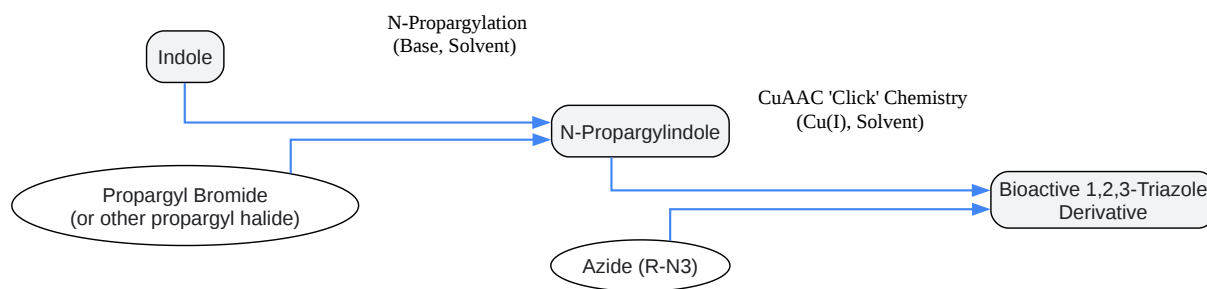 N-Propargylation
(Base, Solvent)
Indole
CuAAC 'Click' Chemistry
(Cu(I), Solvent)
N-Propargylindole
Propargyl Bromide
(or other propargyl halide)
Bioactive 1,2,3-Triazole
Derivative
Azide (R-N3)